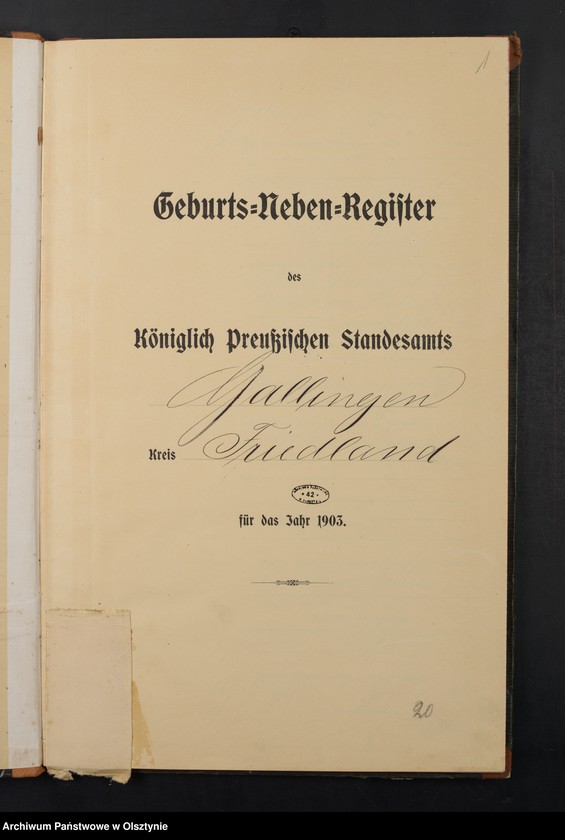 1
Geburts=Neben=Register
des
Königlich Preußischen Standesamts
Gallingen
Kreis Friedland
* 42 *
für das Jahr 1903.
20
Archiwum Państwowe w Olsztynie